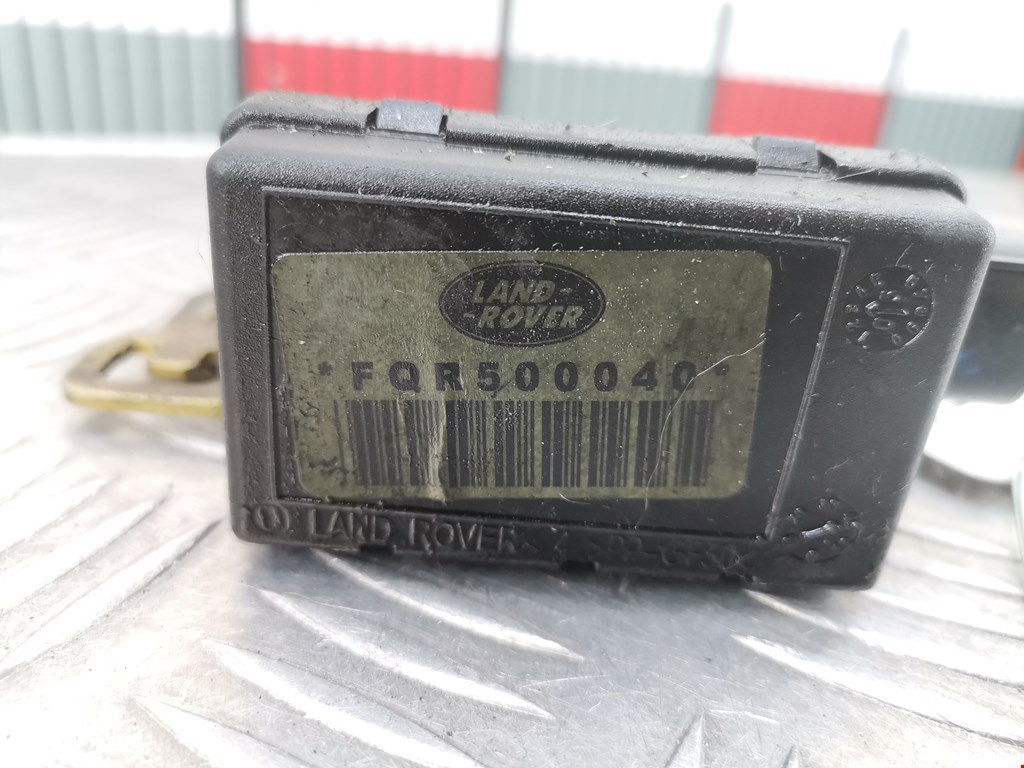 LAND-
-ROVER
*FQR500040*
LAND ROVER